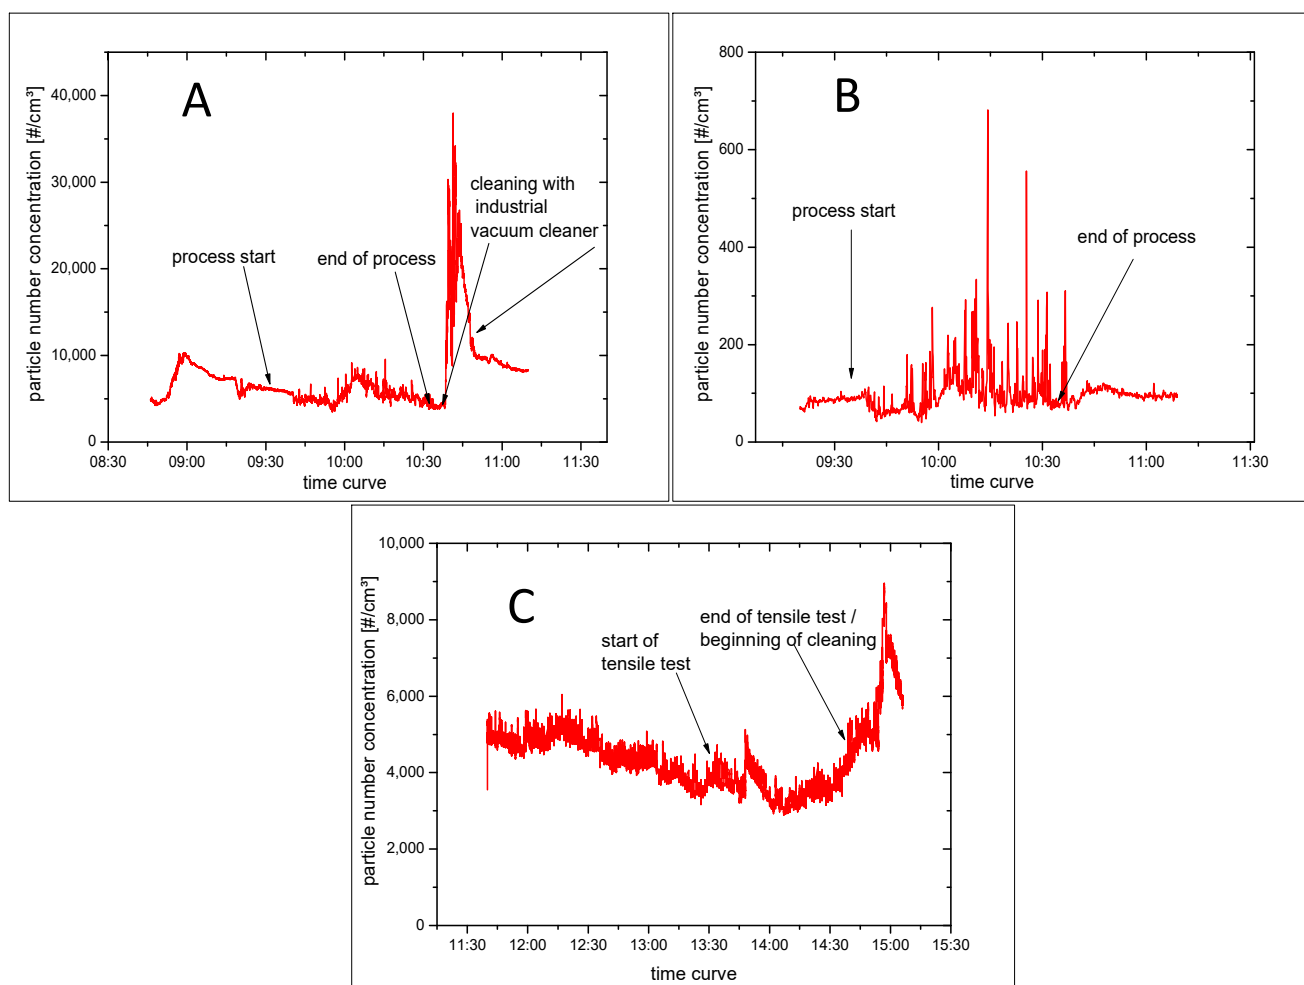 A
particle number concentration [#/cm³]
40,000
30,000
20,000
10,000
0
08:30 09:00 09:30 10:00 10:30 11:00 11:30
time curve
process start
end of process
cleaning with
industrial
vacuum cleaner
B
particle number concentration [#/cm³]
800
600
400
200
0
09:30 10:00 10:30 11:00 11:30
time curve
process start
end of process
C
particle number concentration [#/cm³]
10,000
8,000
6,000
4,000
2,000
0
11:30 12:00 12:30 13:00 13:30 14:00 14:30 15:00 15:30
time curve
start of
tensile test
end of tensile test /
beginning of cleaning